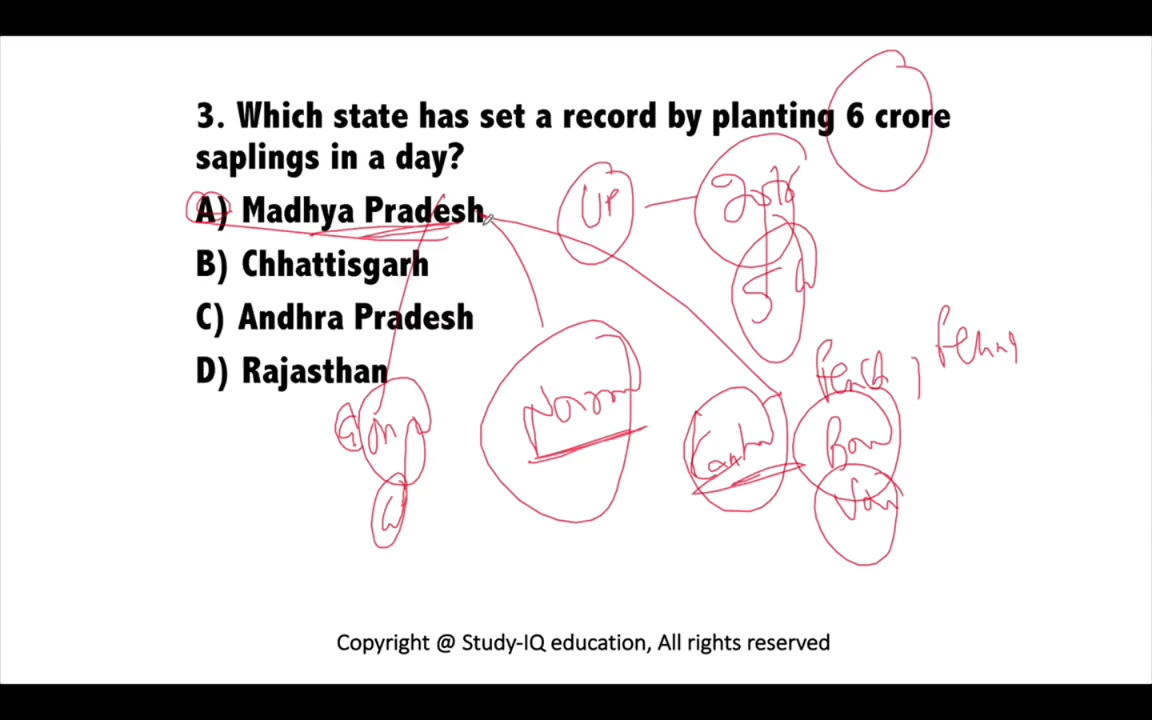 3. Which state has set a record by planting 6 crore
saplings in a day?
A) Madhya Pradesh
UP
B) Chhattisgarh
C) Andhra Pradesh
D) Rajasthan
Copyright @ Study-IQ education, All rights reserved